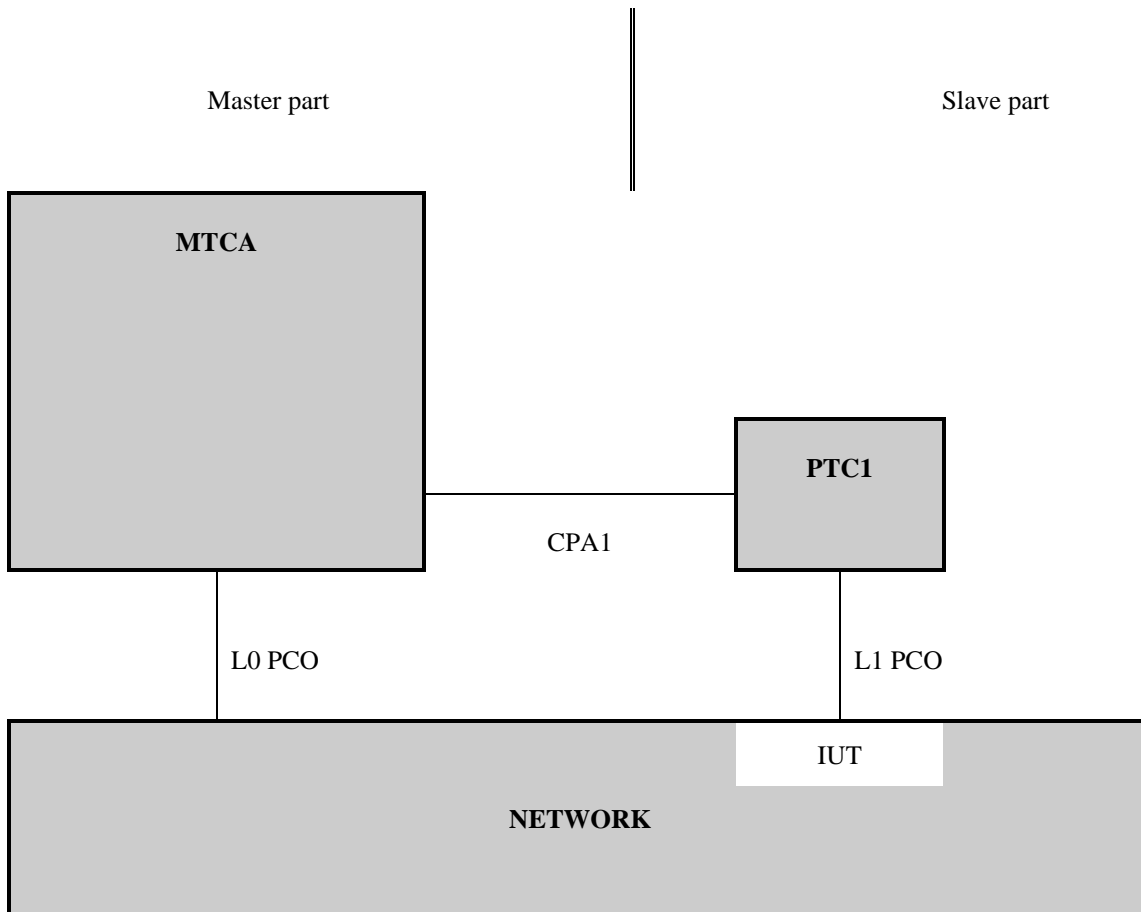 Master part
Slave part
MTCA
PTC1
CPA1
L0 PCO
L1 PCO
IUT
NETWORK